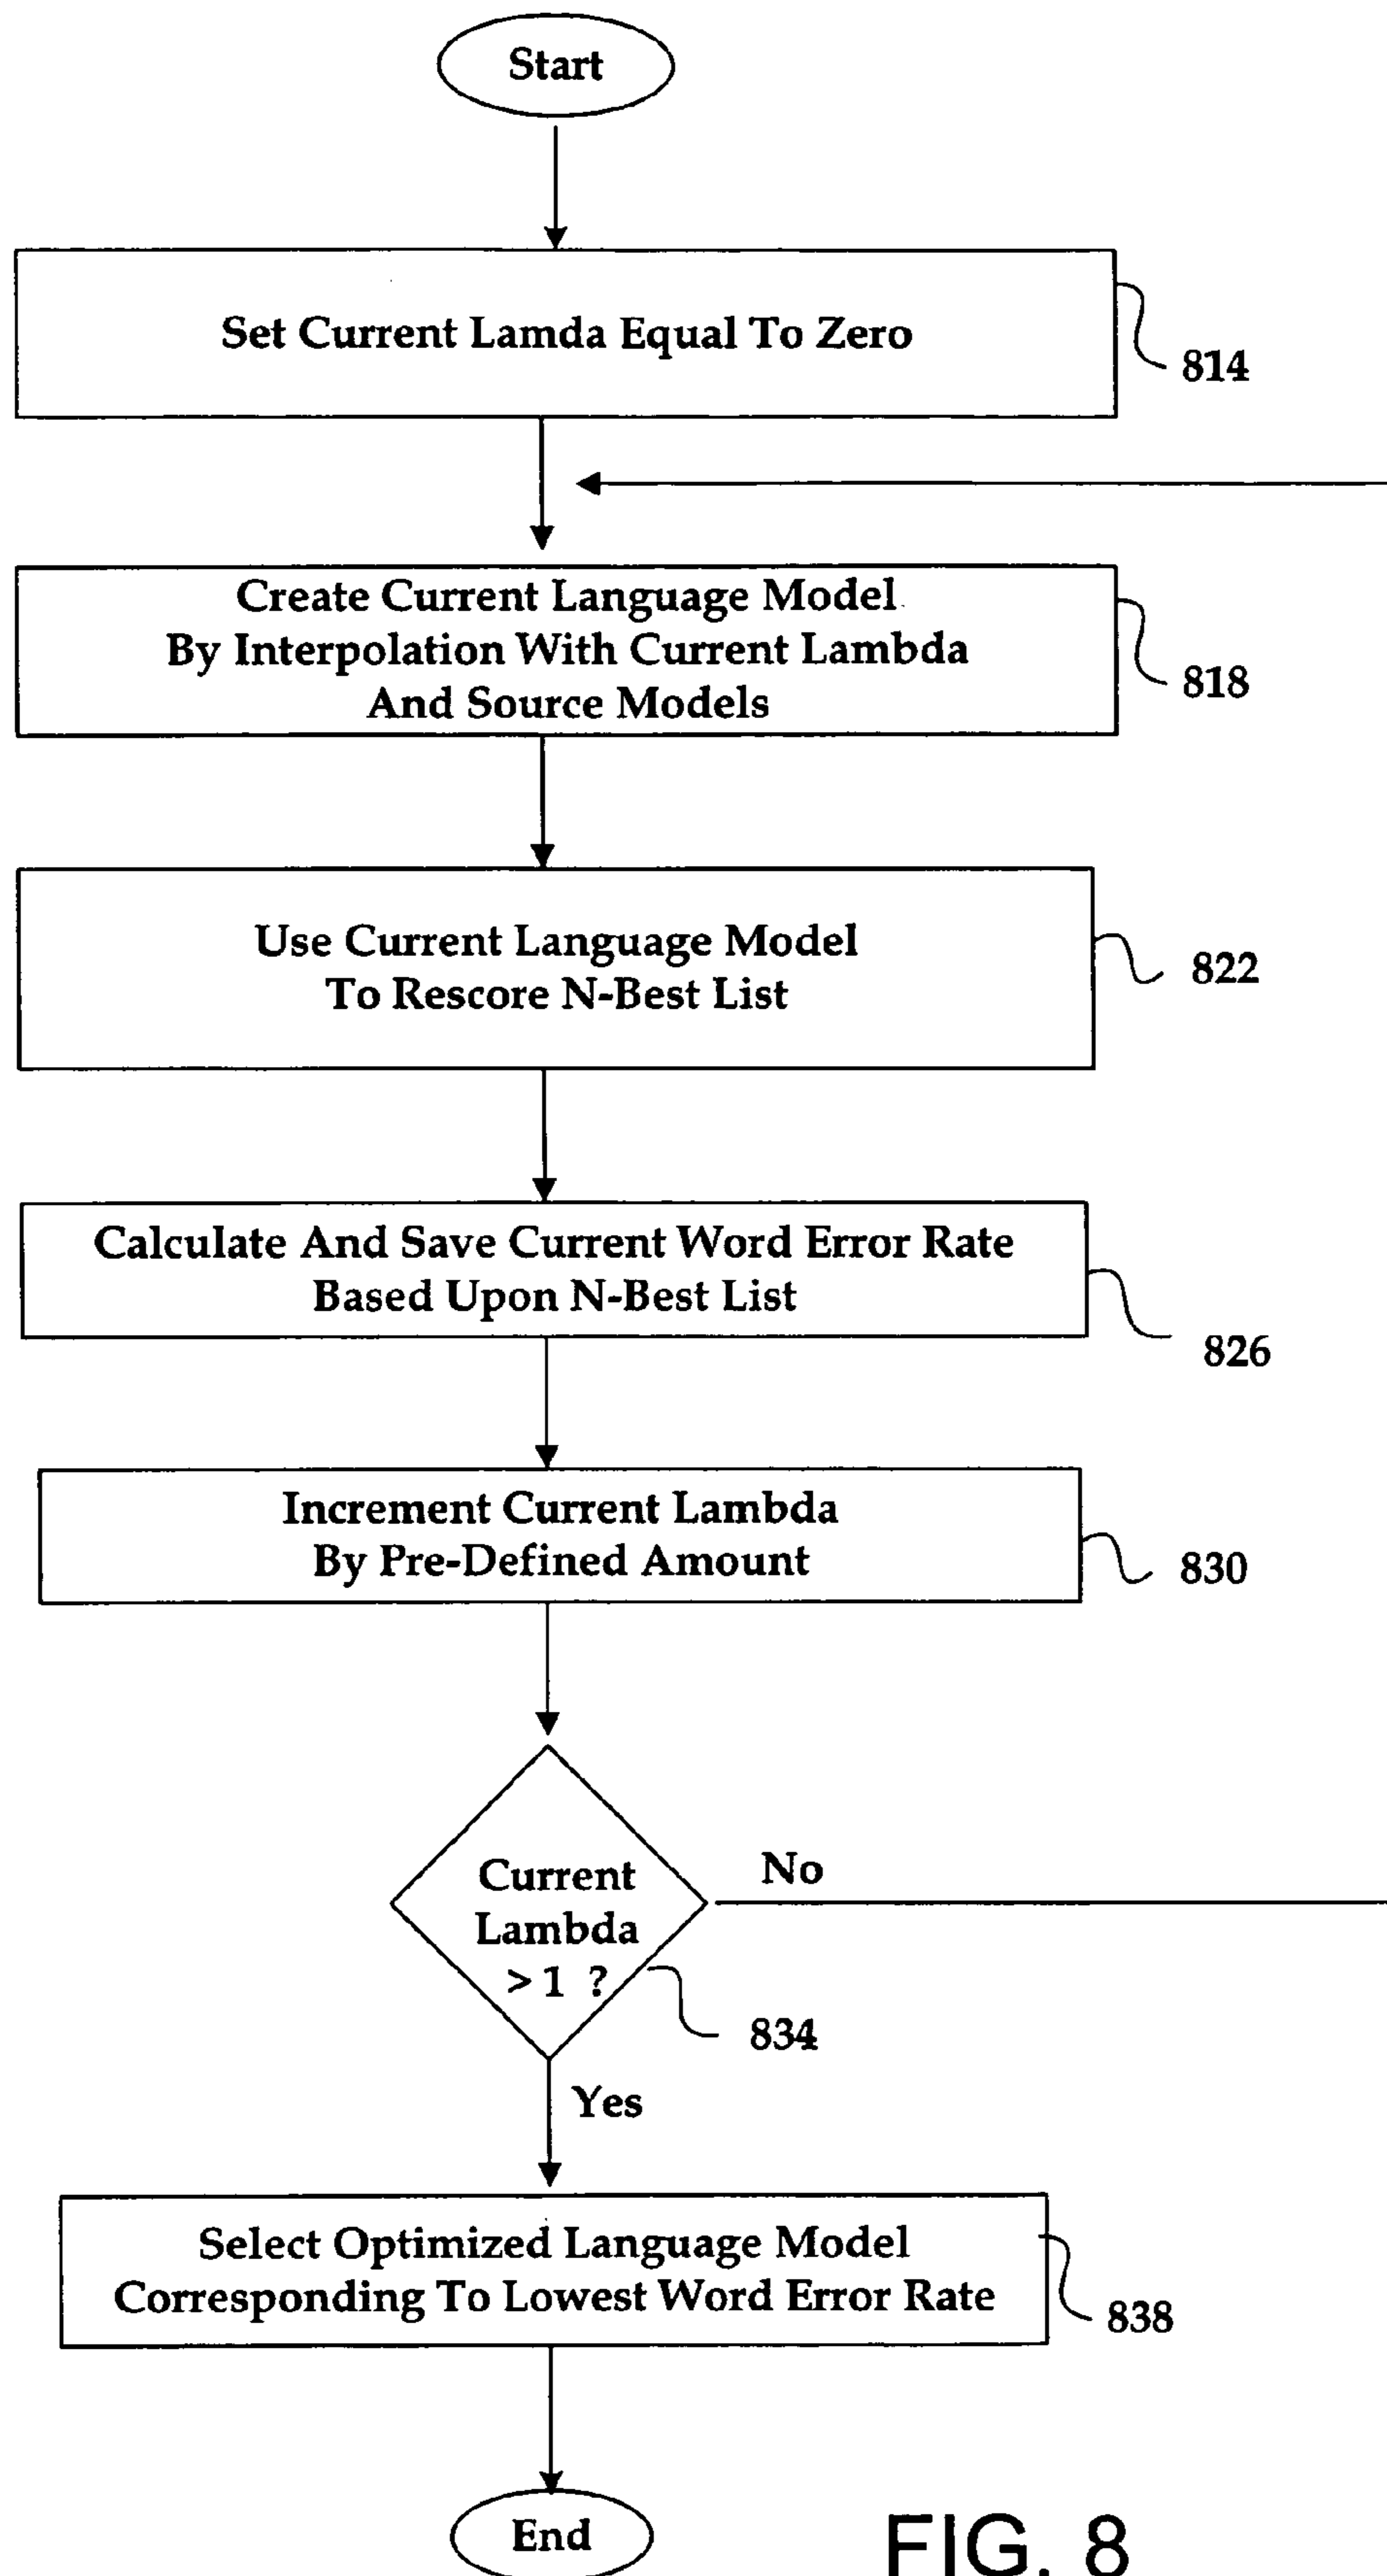 Start
Set Current Lamda Equal To Zero
814
Create Current Language Model
By Interpolation With Current Lambda
And Source Models
818
Use Current Language Model
To Rescore N-Best List
822
Calculate And Save Current Word Error Rate
Based Upon N-Best List
826
Increment Current Lambda
By Pre-Defined Amount
830
Current
Lambda
> 1 ?
No
834
Yes
Select Optimized Language Model
Corresponding To Lowest Word Error Rate
838
End
FIG. 8